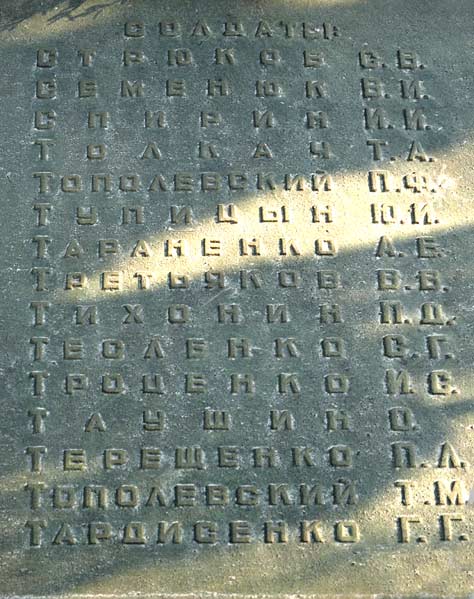 СОЛДАТЫ:
СТРЮКОВ С.В.
СЕМЕНЮК В.И.
СПИРИН И.И.
ТОЛКАЧ Т.А.
ТОПОЛЕВСКИЙ П.Ф.
ТУПИЦЫН Ю.И.
ТАРАНЕНКО А.Е.
ТРЕТЬЯКОВ В.В.
ТИХОНИН П.Д.
ТЕСЛЕНКО С.Г.
ТРОЦЕНКО И.С.
ТАУШИН О.
ТЕРЕЩЕНКО П.Л.
ТОПОЛЕВСКИЙ Т.М.
ТАРДИСЕНКО Г.Г.